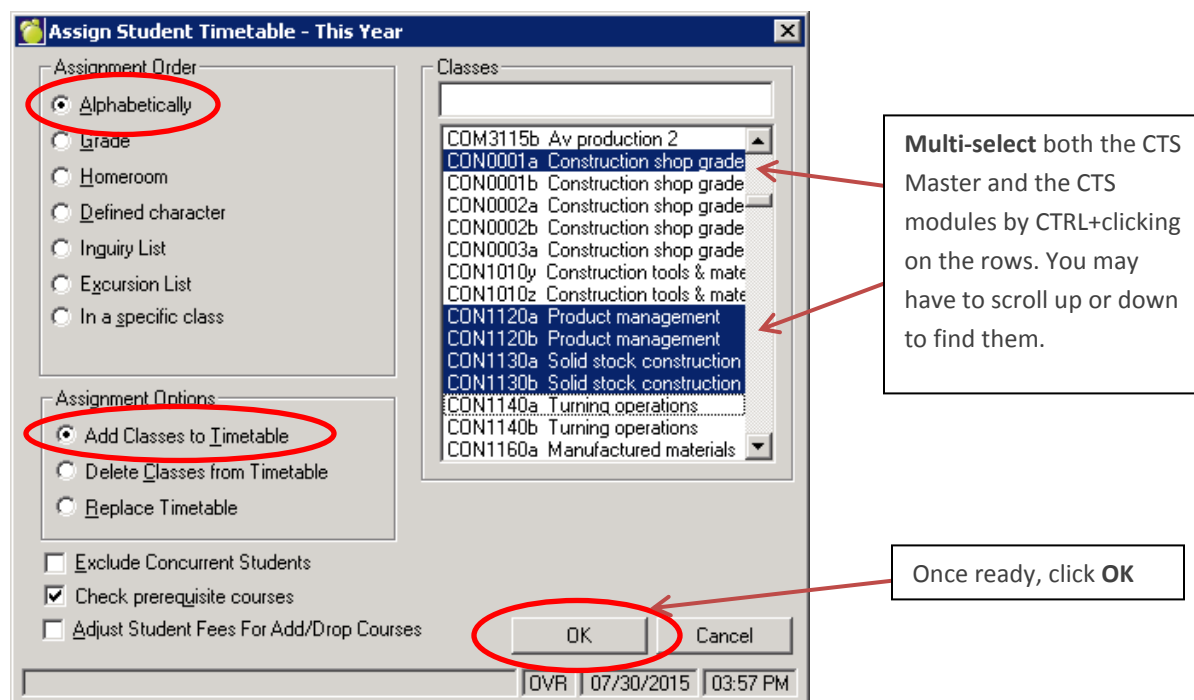 Assign Student Timetable - This Year
Assignment Order
Alphabetically
Grade
Homeroom
Defined character
Inquiry List
Excursion List
In a specific class
Assignment Options
Add Classes to Timetable
Delete Classes from Timetable
Replace Timetable
Exclude Concurrent Students
Check prerequisite courses
Adjust Student Fees For Add/Drop Courses
Classes
COM3115b Av production 2
CON0001a Construction shop grade
CON0001b Construction shop grade
CON0002a Construction shop grade
CON0002b Construction shop grade
CON0003a Construction shop grade
CON1010y Construction tools & mate
CON1010z Construction tools & mate
CON1120a Product management
CON1120b Product management
CON1130a Solid stock construction
CON1130b Solid stock construction
CON1140a Turning operations
CON1140b Turning operations
CON1160a Manufactured materials
OK
Cancel
OVR 07/30/2015 03:57 PM
Multi-select both the CTS
Master and the CTS
modules by CTRL+clicking
on the rows. You may
have to scroll up or down
to find them.
Once ready, click OK